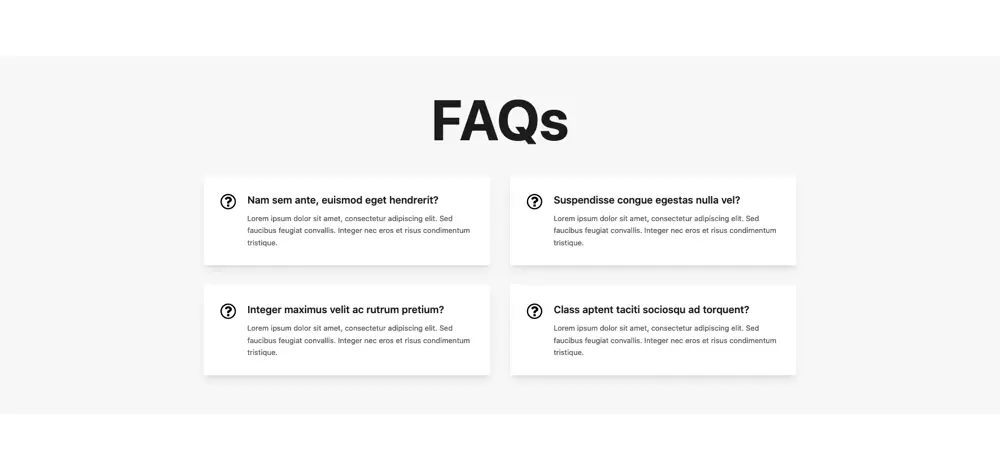 FAQs
Nam sem ante, euismod eget hendrerit?
Lorem ipsum dolor sit amet, consectetur adipiscing elit. Sed
faucibus feugiat convallis. Integer nec eros et risus condimentum
tristique.
Suspendisse congue egestas nulla vel?
Lorem ipsum dolor sit amet, consectetur adipiscing elit. Sed
faucibus feugiat convallis. Integer nec eros et risus condimentum
tristique.
Integer maximus velit ac rutrum pretium?
Lorem ipsum dolor sit amet, consectetur adipiscing elit. Sed
faucibus feugiat convallis. Integer nec eros et risus condimentum
tristique.
Class aptent taciti sociosqu ad torquent?
Lorem ipsum dolor sit amet, consectetur adipiscing elit. Sed
faucibus feugiat convallis. Integer nec eros et risus condimentum
tristique.